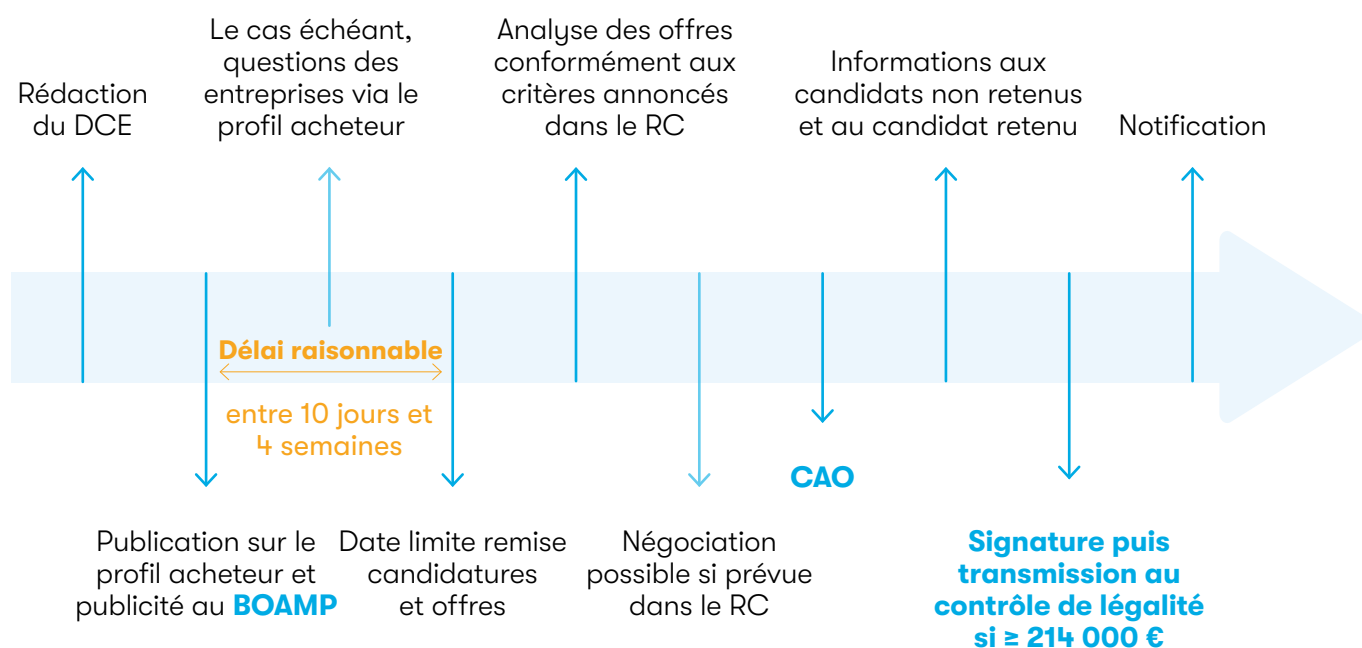 Rédaction
du DCE
Le cas échéant,
questions des
entreprises via le
profil acheteur
Analyse des offres
conformément aux
critères annoncés
dans le RC
Informations aux
candidats non retenus
et au candidat retenu
Notification
Délai raisonnable
entre 10 jours et
4 semaines
Publication sur le
profil acheteur et
publicité au BOAMP
Date limite remise
candidatures
et offres
Négociation
possible si prévue
dans le RC
CAO
Signature puis
transmission au
contrôle de légalité
si ≥ 214 000 €